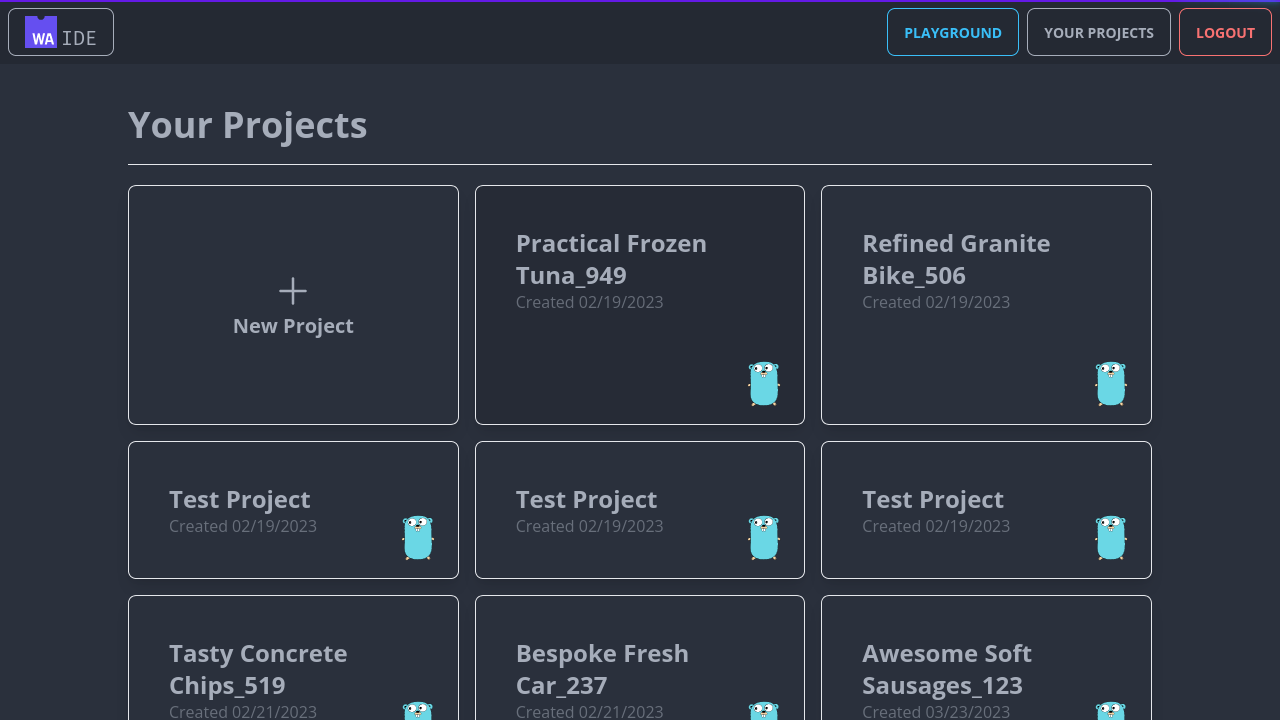 WA IDE
PLAYGROUND
YOUR PROJECTS
LOGOUT
Your Projects
New Project
Practical Frozen
Tuna_949
Created 02/19/2023
Refined Granite
Bike_506
Created 02/19/2023
Test Project
Created 02/19/2023
Test Project
Created 02/19/2023
Test Project
Created 02/19/2023
Tasty Concrete
Chips_519
Created 02/21/2023
Bespoke Fresh
Car_237
Created 02/21/2023
Awesome Soft
Sausages_123
Created 03/23/2023